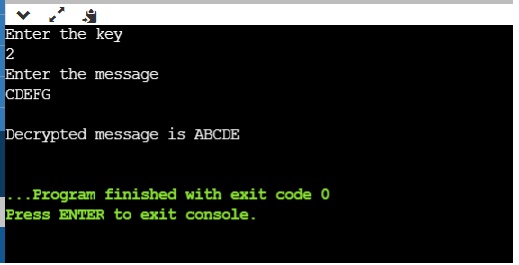 Enter the key
2
Enter the message
CDEFG
Decrypted message is ABCDE
...Program finished with exit code 0
Press ENTER to exit console.